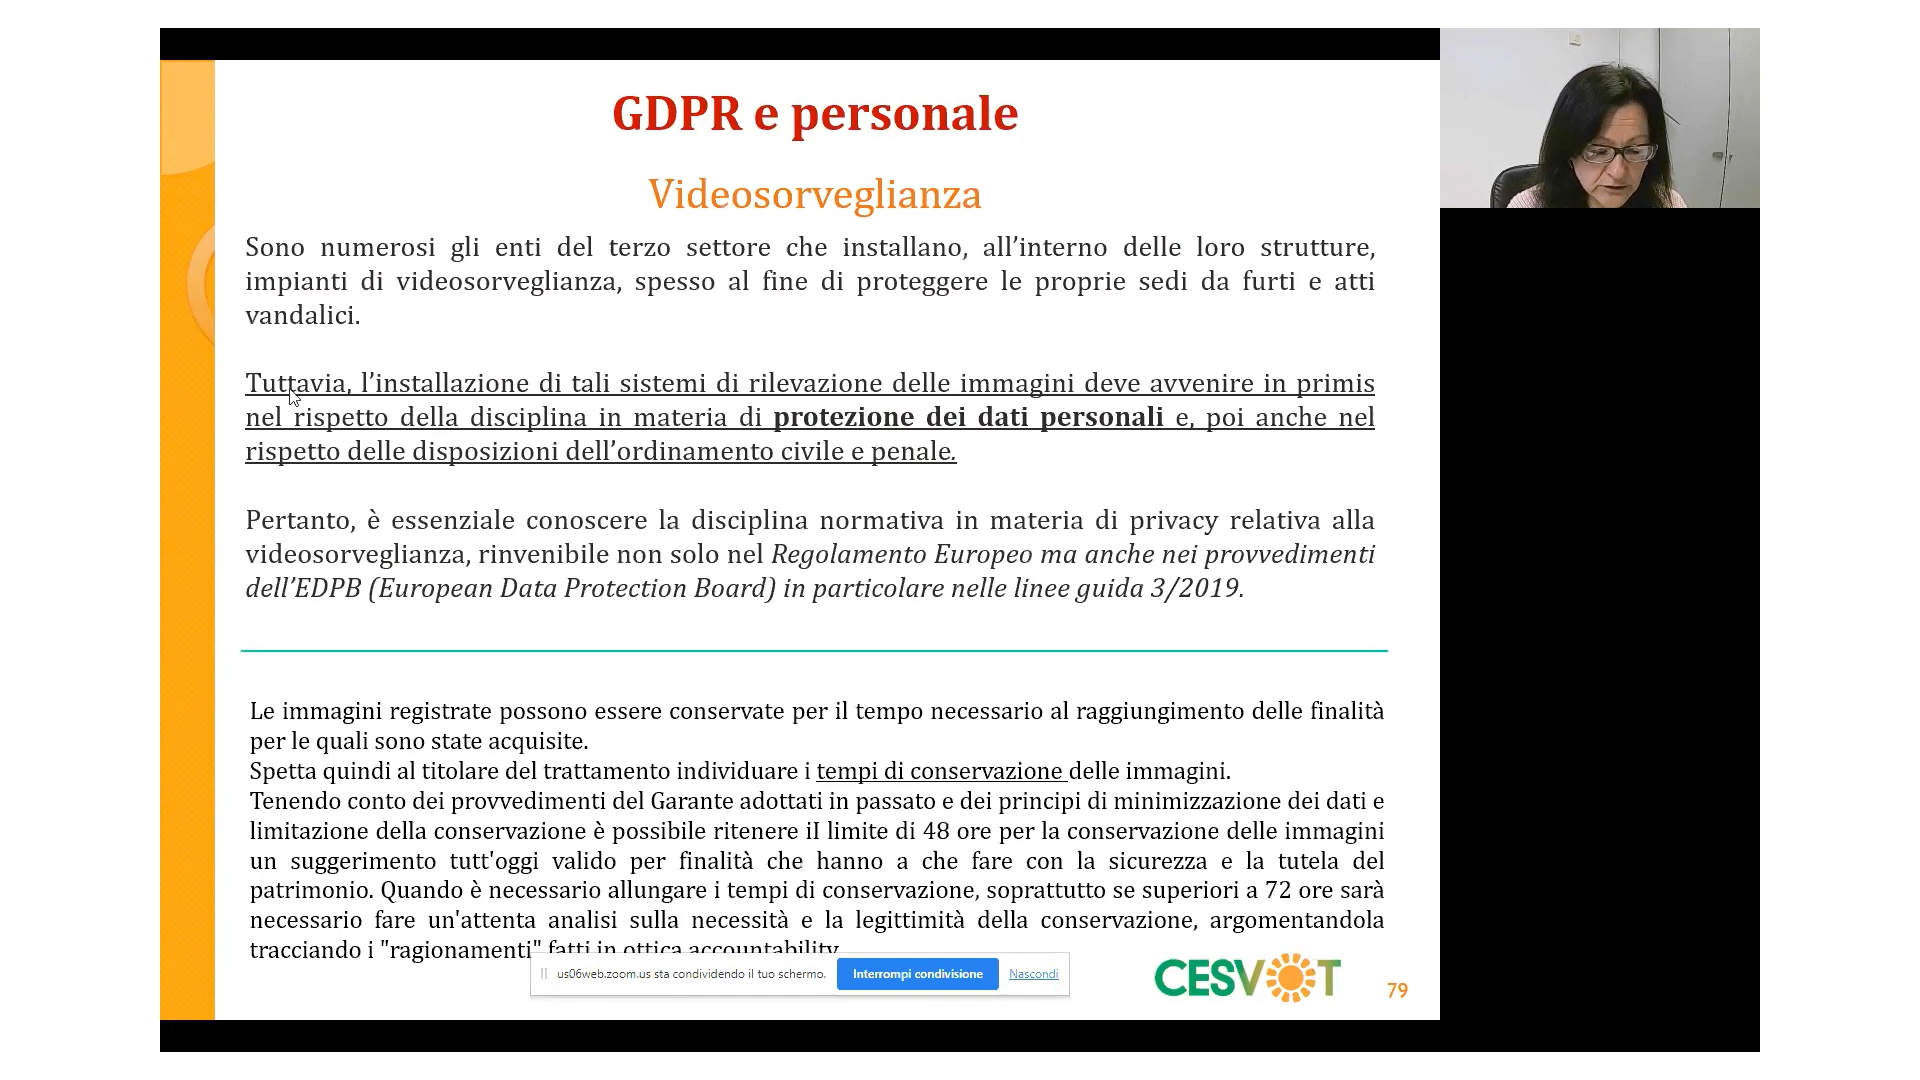 GDPR e personale
Videosorveglianza
Sono numerosi gli enti del terzo settore che installano, all’interno delle loro strutture,
impianti di videosorveglianza, spesso al fine di proteggere le proprie sedi da furti e atti
vandalici.
Tuttavia, l’installazione di tali sistemi di rilevazione delle immagini deve avvenire in primis
nel rispetto della disciplina in materia di protezione dei dati personali e, poi anche nel
rispetto delle disposizioni dell’ordinamento civile e penale.
Pertanto, è essenziale conoscere la disciplina normativa in materia di privacy relativa alla
videosorveglianza, rinvenibile non solo nel Regolamento Europeo ma anche nei provvedimenti
dell’EDPB (European Data Protection Board) in particolare nelle linee guida 3/2019.
Le immagini registrate possono essere conservate per il tempo necessario al raggiungimento delle finalità
per le quali sono state acquisite.
Spetta quindi al titolare del trattamento individuare i tempi di conservazione delle immagini.
Tenendo conto dei provvedimenti del Garante adottati in passato e dei principi di minimizzazione dei dati e
limitazione della conservazione è possibile ritenere iI limite di 48 ore per la conservazione delle immagini
un suggerimento tutt'oggi valido per finalità che hanno a che fare con la sicurezza e la tutela del
patrimonio. Quando è necessario allungare i tempi di conservazione, soprattutto se superiori a 72 ore sarà
necessario fare un'attenta analisi sulla necessità e la legittimità della conservazione, argomentandola
tracciando i "ragionamenti" fatti in ottica accountability
us06web.zoom.us sta condividendo il tuo schermo. Interrompi condivisione Nascondi
CESVOT
79